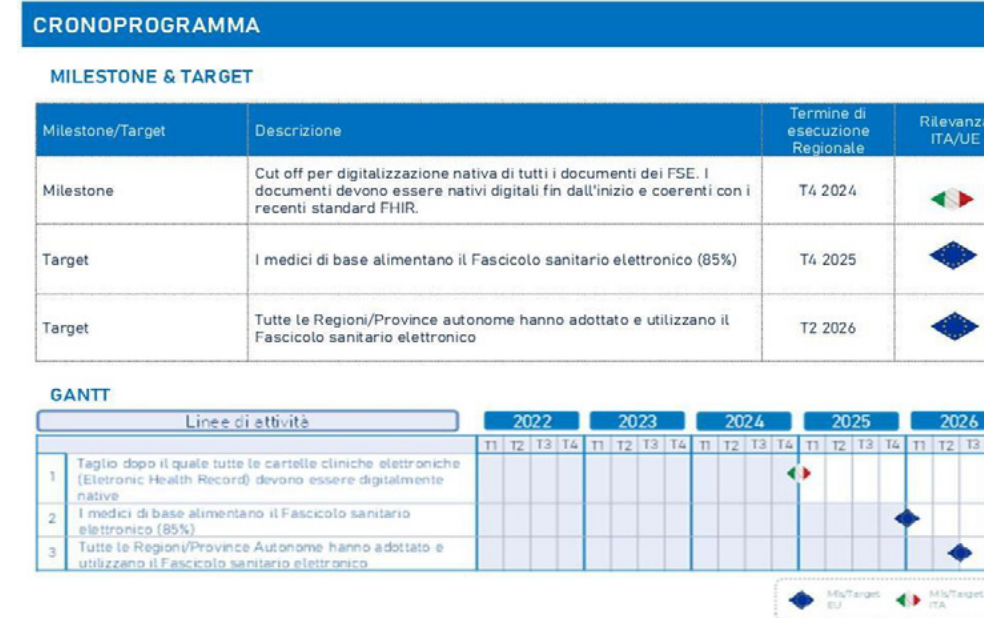 CRONOPROGRAMMA
MILESTONE & TARGET
Milestone/Target
Descrizione
Termine di
esecuzione
Regionale
Rilevanza
ITA/UE
Milestone
Cut off per digitalizzazione nativa di tutti i documenti dei FSE. I
documenti devono essere nativi digitali fin dall'inizio e coerenti con i
recenti standard FHIR.
T4 2024
Target
I medici di base alimentano il Fascicolo sanitario elettronico (85%)
T4 2025
Target
Tutte le Regioni/Province autonome hanno adottato e utilizzano il
Fascicolo sanitario elettronico
T2 2026
GANTT
Linee di attività
2022 2023 2024 2025 2026
T1 T2 T3 T4 T1 T2 T3 T4 T1 T2 T3 T4 T1 T2 T3 T4 T1 T2 T3
1
Taglio dopo il quale tutte le cartelle cliniche elettroniche
(Eletronic Health Record) devono essere digitalmente
native
2
I medici di base alimentano il Fascicolo sanitario
elettronico (85%)
3
Tutte le Regioni/Province Autonome hanno adottato e
utilizzano il Fascicolo sanitario elettronico
Mls/Target
EU
Mls/Target
ITA